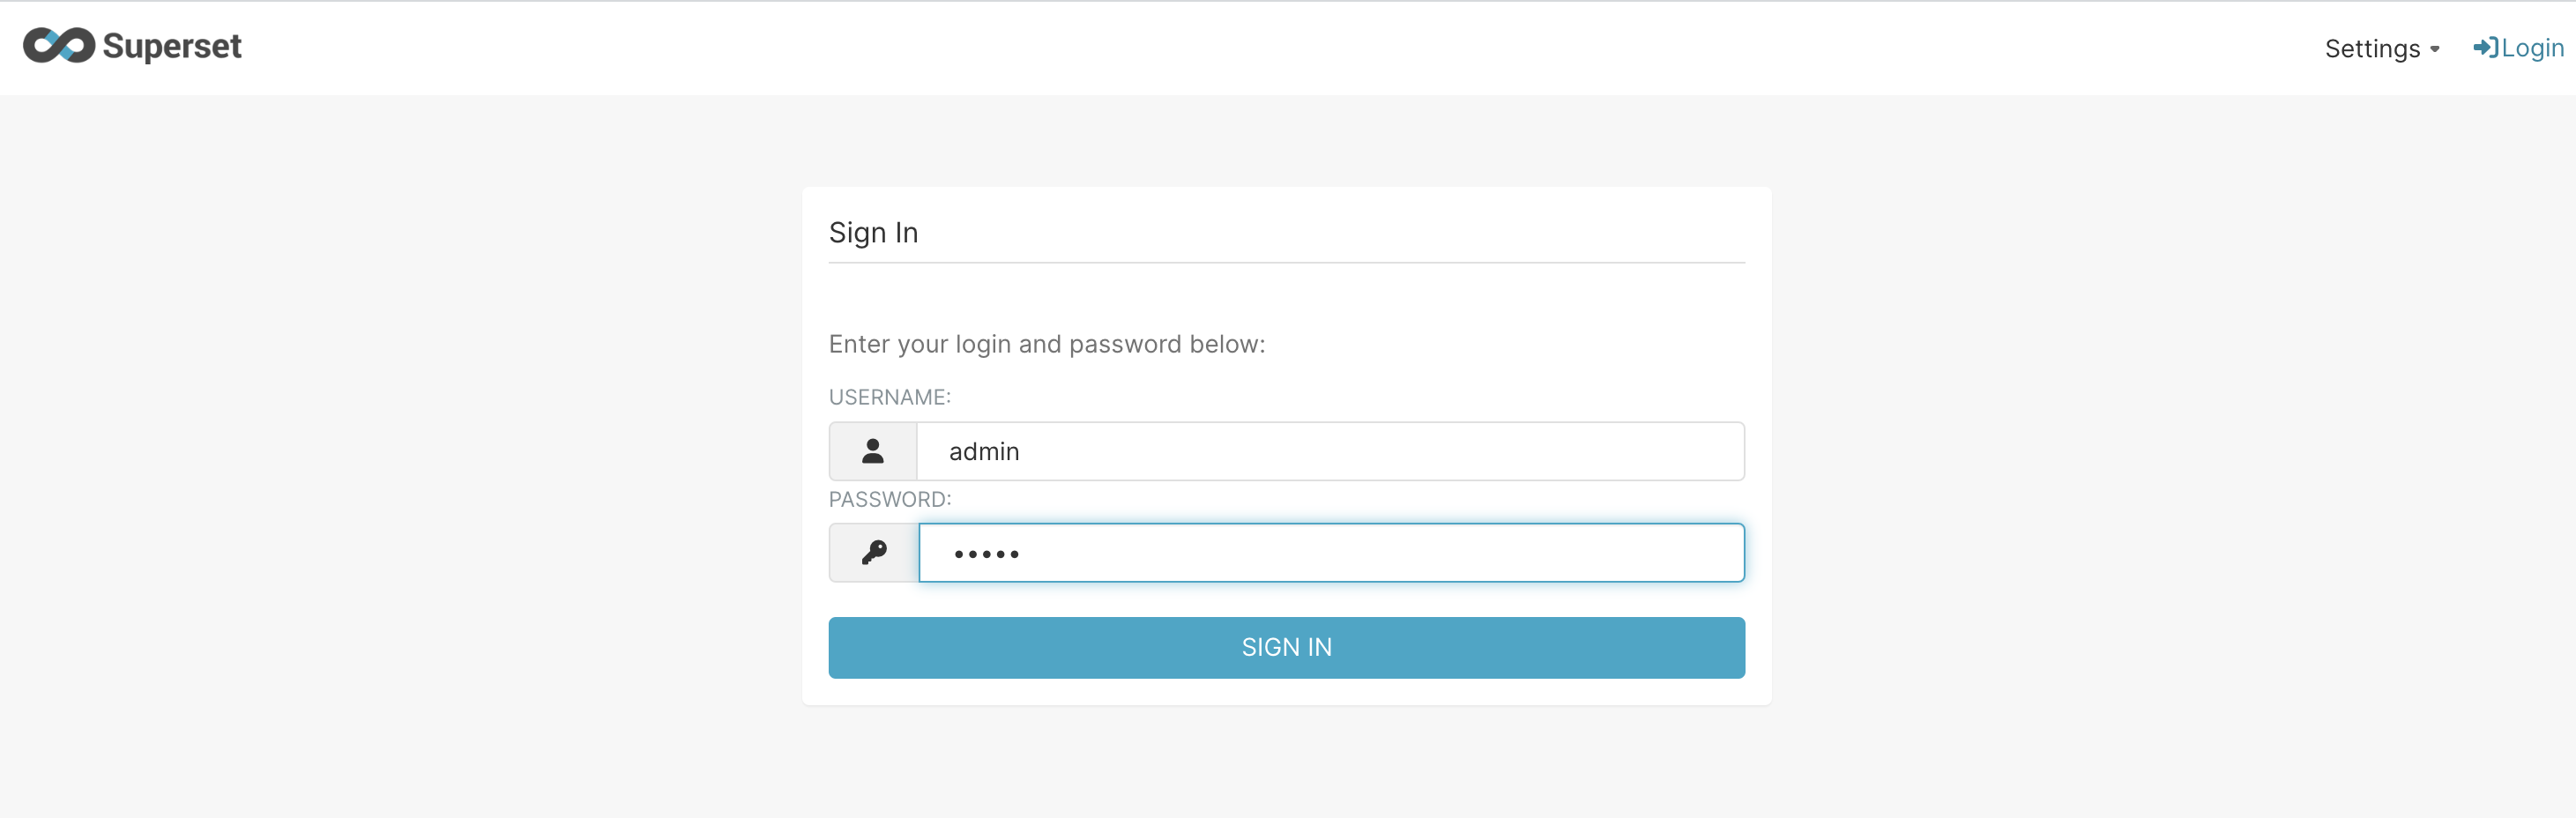 Superset
Settings
Login
Sign In
Enter your login and password below:
USERNAME:
admin
PASSWORD:
•••••
SIGN IN